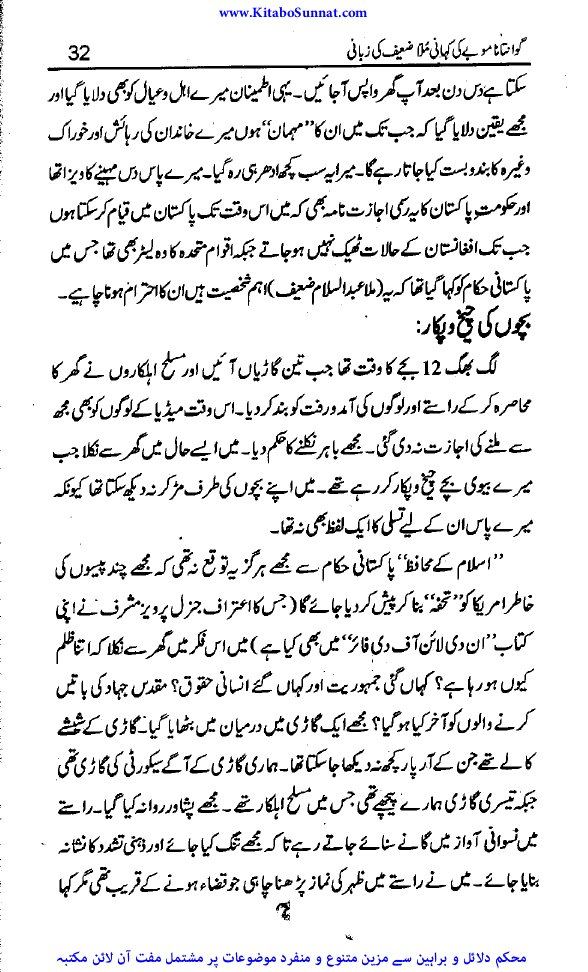 www.KitaboSunnat.com
گوانتانامو بے کی کہانی مُلا ضعیف کی زبانی 32
سکتا ہے دس دن بعد آپ گھر واپس آ جائیں۔ یہی اطمینان میرے اہل و عیال کو بھی دلایا گیا اور
مجھے یقین دلایا گیا کہ جب تک میں ان کا ’’مہمان‘‘ ہوں میرے خاندان کی رہائش اور خوراک
وغیرہ کا بندوبست کیا جاتا رہے گا۔ میرا یہ سب کچھ ادھر ہی رہ گیا۔ میرے پاس دس مہینے کا ویزا تھا
اور حکومتِ پاکستان کا یہ رسمی اجازت نامہ بھی کہ میں اس وقت تک پاکستان میں قیام کر سکتا ہوں
جب تک افغانستان کے حالات ٹھیک نہیں ہو جاتے جبکہ اقوام متحدہ کا وہ لیٹر بھی تھا جس میں
پاکستانی حکام کو کہا گیا تھا کہ یہ (ملا عبدالسلام ضعیف) اہم شخصیت ہیں ان کا احترام ہونا چاہیے۔
بچوں کی چیخ و پکار:
لگ بھگ 12 بجے کا وقت تھا جب تین گاڑیاں آئیں اور مسلح اہلکاروں نے گھر کا
محاصرہ کر کے راستے اور لوگوں کی آمد و رفت کو بند کر دیا۔ اس وقت میڈیا کے لوگوں کو بھی مجھ
سے ملنے کی اجازت نہ دی گئی۔ مجھے باہر نکلنے کا حکم دیا۔ میں ایسے حال میں گھر سے نکلا جب
میرے بیوی بچے چیخ و پکار کر رہے تھے۔ میں اپنے بچوں کی طرف مڑ کر نہ دیکھ سکتا تھا کیونکہ
میرے پاس ان کے لیے تسلی کا ایک لفظ بھی نہ تھا۔
’’اسلام کے محافظ‘‘ پاکستانی حکام سے مجھے ہرگز یہ توقع نہ تھی کہ مجھے چند پیسوں کی
خاطر امریکا کو ’’تحفہ‘‘ بنا کر پیش کر دیا جائے گا (جس کا اعتراف جنرل پرویز مشرف نے اپنی
کتاب ’’ان دی لائن آف دی فائر‘‘ میں بھی کیا ہے) میں اس فکر میں گھر سے نکلا کہ اتنا ظلم
کیوں ہو رہا ہے؟ کہاں گئی جمہوریت اور کہاں گئے انسانی حقوق؟ مقدس جہاد کی باتیں
کرنے والوں کو آخر کیا ہو گیا؟ مجھے ایک گاڑی میں درمیان میں بٹھایا گیا۔ گاڑی کے شیشے
کالے تھے جن کے آر پار کچھ نہ دیکھا جا سکتا تھا۔ ہماری گاڑی کے آگے سیکورٹی کی گاڑی تھی
جبکہ تیسری گاڑی ہمارے پیچھے تھی جس میں مسلح اہلکار تھے۔ مجھے پشاور روانہ کیا گیا۔ راستے
میں نسوانی آواز میں گانے سنائے جاتے رہے تا کہ مجھے تنگ کیا جائے اور ذہنی تشدد کا نشانہ
بنایا جائے۔ میں نے راستے میں ظہر کی نماز پڑھنا چاہی جو قضاء ہونے کے قریب تھی مگر کہا
محکم دلائل و براہین سے مزین متنوع و منفرد موضوعات پر مشتمل مفت آن لائن مکتبہ